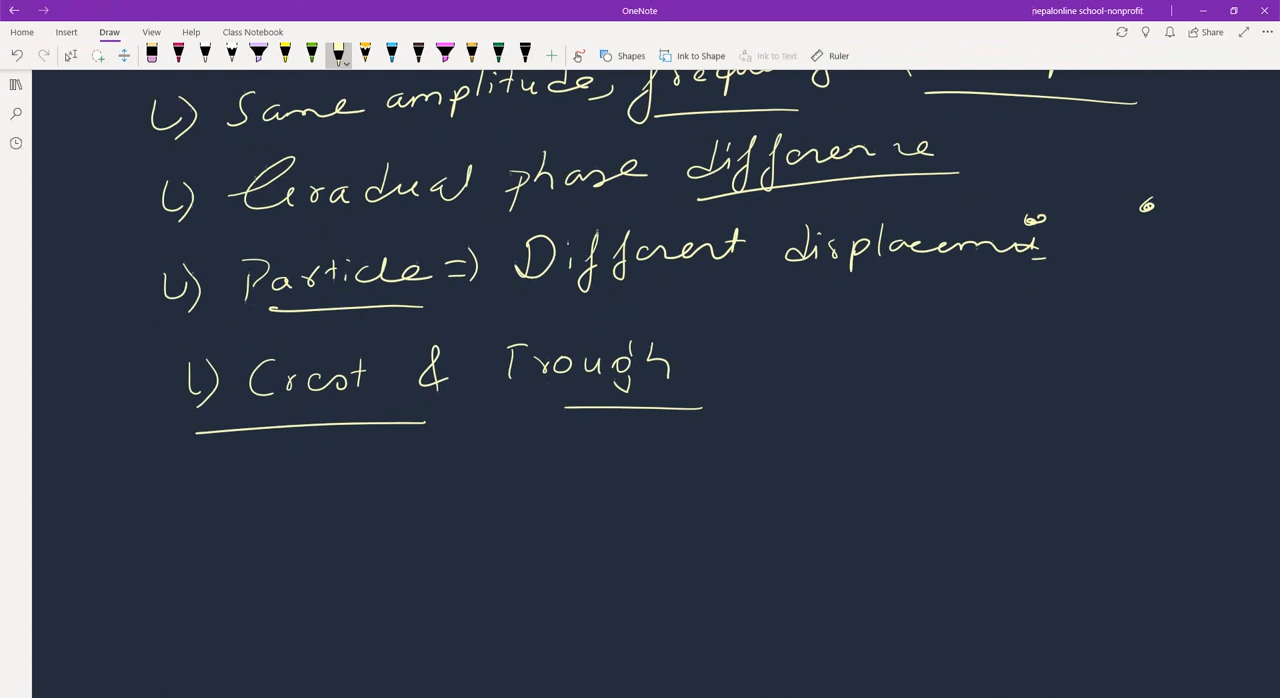 OneNote
nepalonline school-nonprofit
Home Insert Draw View Help Class Notebook
Share
Shapes Ink to Shape Ink to Text Ruler
Same amplitude,
Gradual phase difference
Particle => Different displacement
Crest & Trough